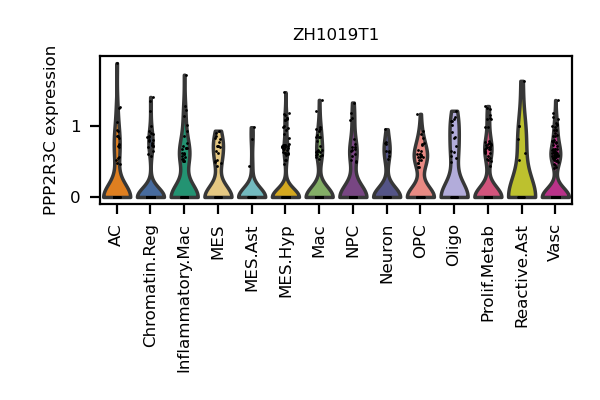 ZH1019T1
PPP2R3C expression
1
0
AC
Chromatin.Reg
Inflammatory.Mac
MES
MES.Ast
MES.Hyp
Mac
NPC
Neuron
OPC
Oligo
Prolif.Metab
Reactive.Ast
Vasc